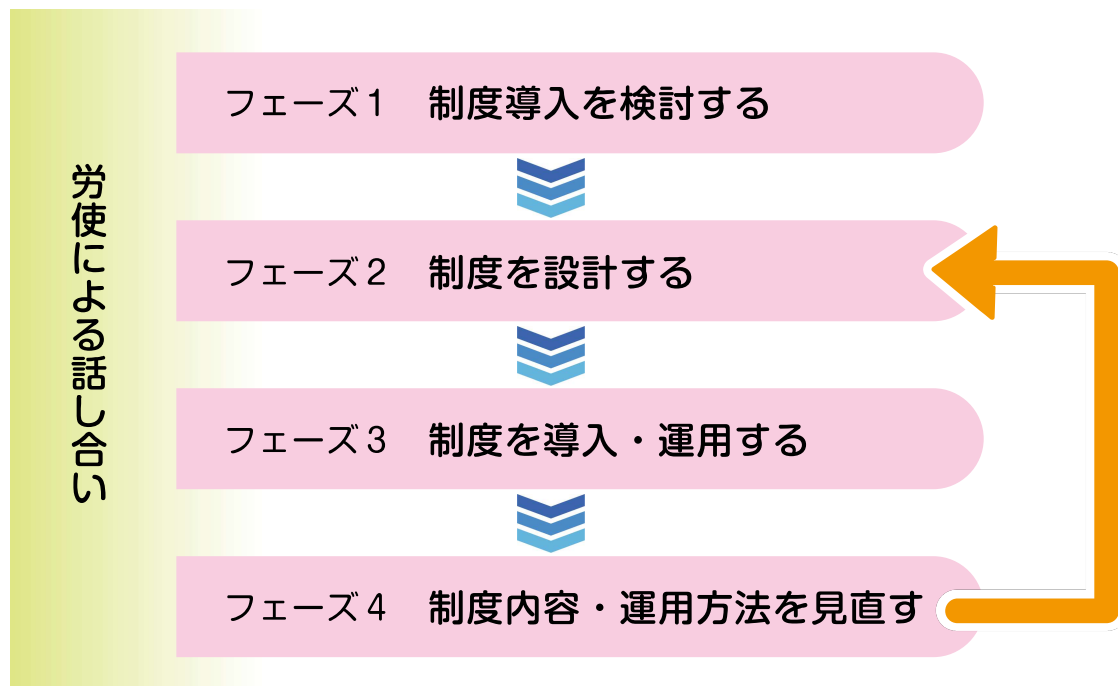 労使による話し合い
フェーズ1 制度導入を検討する
フェーズ2 制度を設計する
フェーズ3 制度を導入・運用する
フェーズ4 制度内容・運用方法を見直す